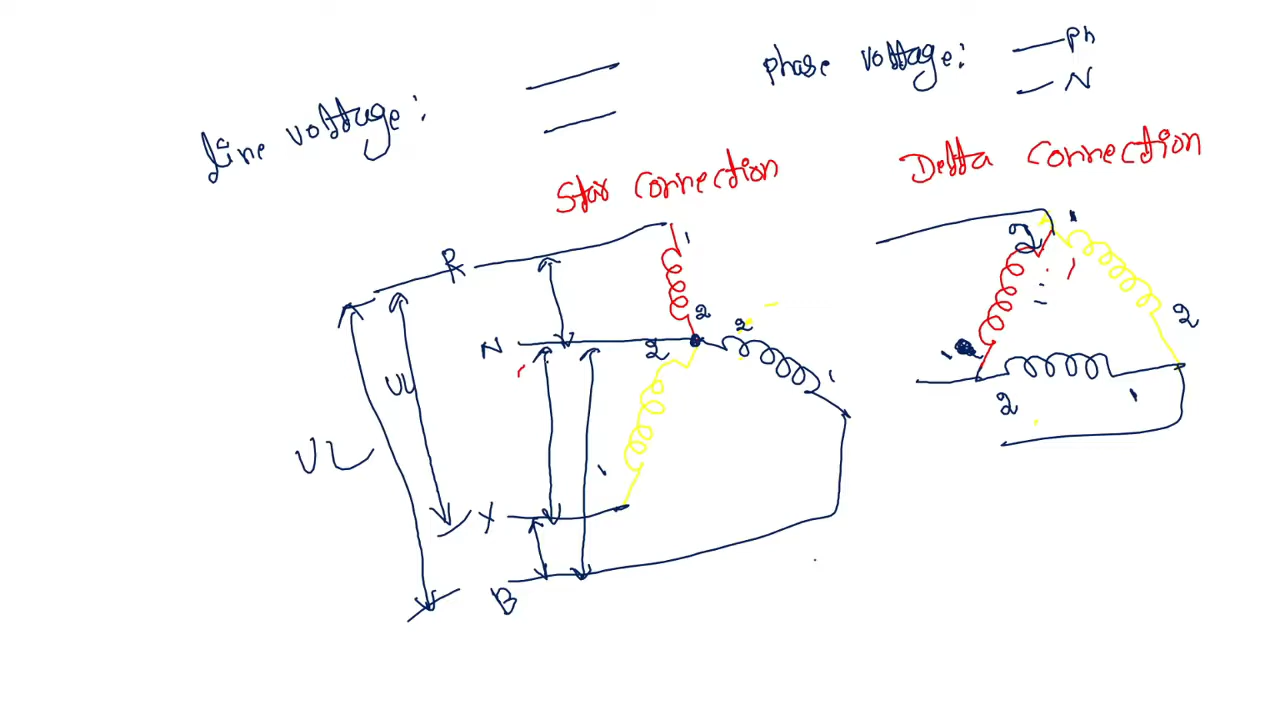 phase voltage: Ph
N
Line voltage:
Star Connection
Delta Connection
R
1
2
N
2
2
1
VL
VL
1
Y
B
2
1
2
1
2
1